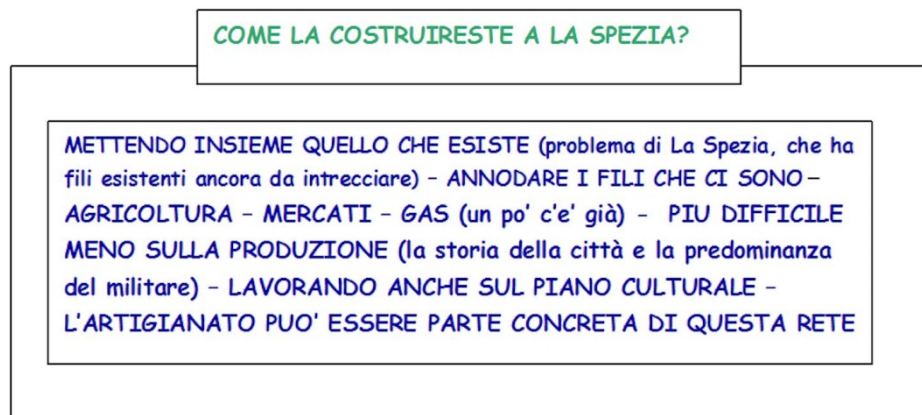 COME LA COSTRUIRESTE A LA SPEZIA?
METTENDO INSIEME QUELLO CHE ESISTE (problema di La Spezia, che ha
fili esistenti ancora da intrecciare) – ANNODARE I FILI CHE CI SONO –
AGRICOLTURA – MERCATI – GAS (un po' c'e' già) – PIU DIFFICILE
MENO SULLA PRODUZIONE (la storia della città e la predominanza
del militare) – LAVORANDO ANCHE SUL PIANO CULTURALE –
L'ARTIGIANATO PUO' ESSERE PARTE CONCRETA DI QUESTA RETE